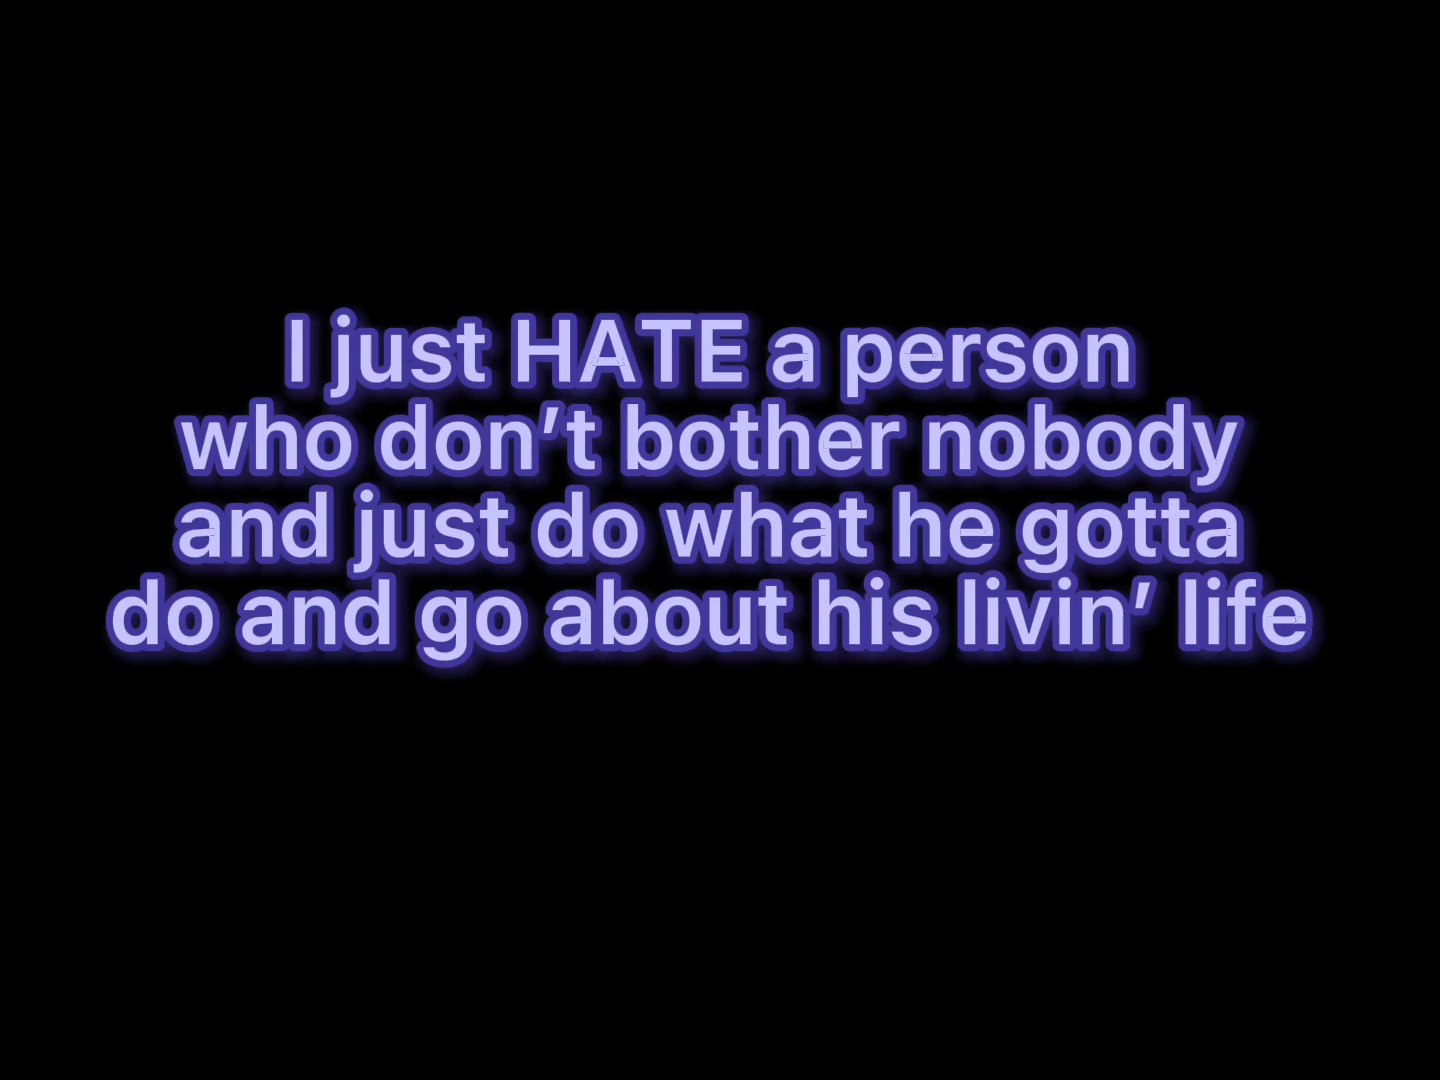 I just HATE a person
who don’t bother nobody
and just do what he gotta
do and go about his livin’ life